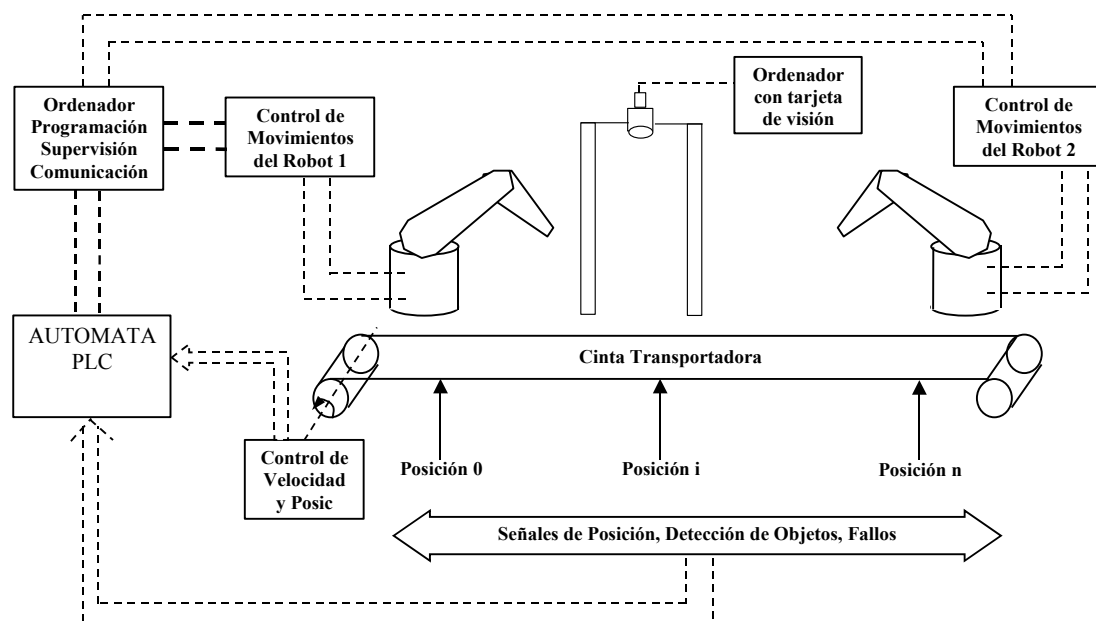 Ordenador
Programación
Supervisión
Comunicación
Control de
Movimientos
del Robot 1
Ordenador
con tarjeta
de visión
Control de
Movimientos
del Robot 2
AUTOMATA
PLC
Cinta Transportadora
Control de
Velocidad
y Posic
Posición 0
Posición i
Posición n
Señales de Posición, Detección de Objetos, Fallos